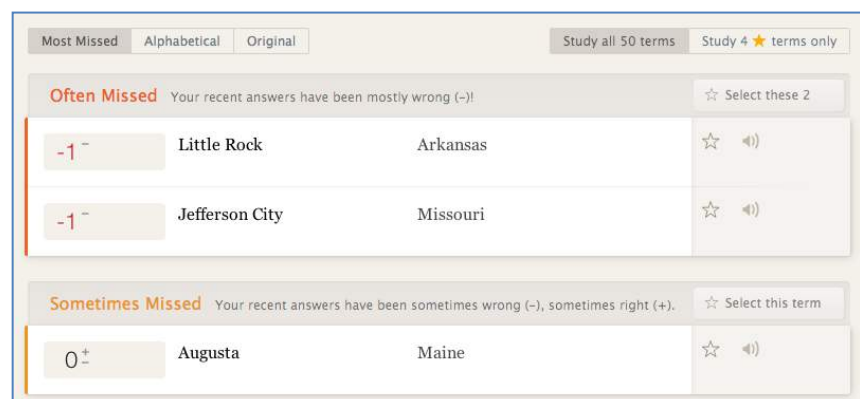 Most Missed Alphabetical Original Study all 50 terms Study 4 ★ terms only
Often Missed Your recent answers have been mostly wrong (–)! ☆ Select these 2
-1 – Little Rock Arkansas
-1 – Jefferson City Missouri
Sometimes Missed Your recent answers have been sometimes wrong (–), sometimes right (+). ☆ Select this term
0 ± Augusta Maine